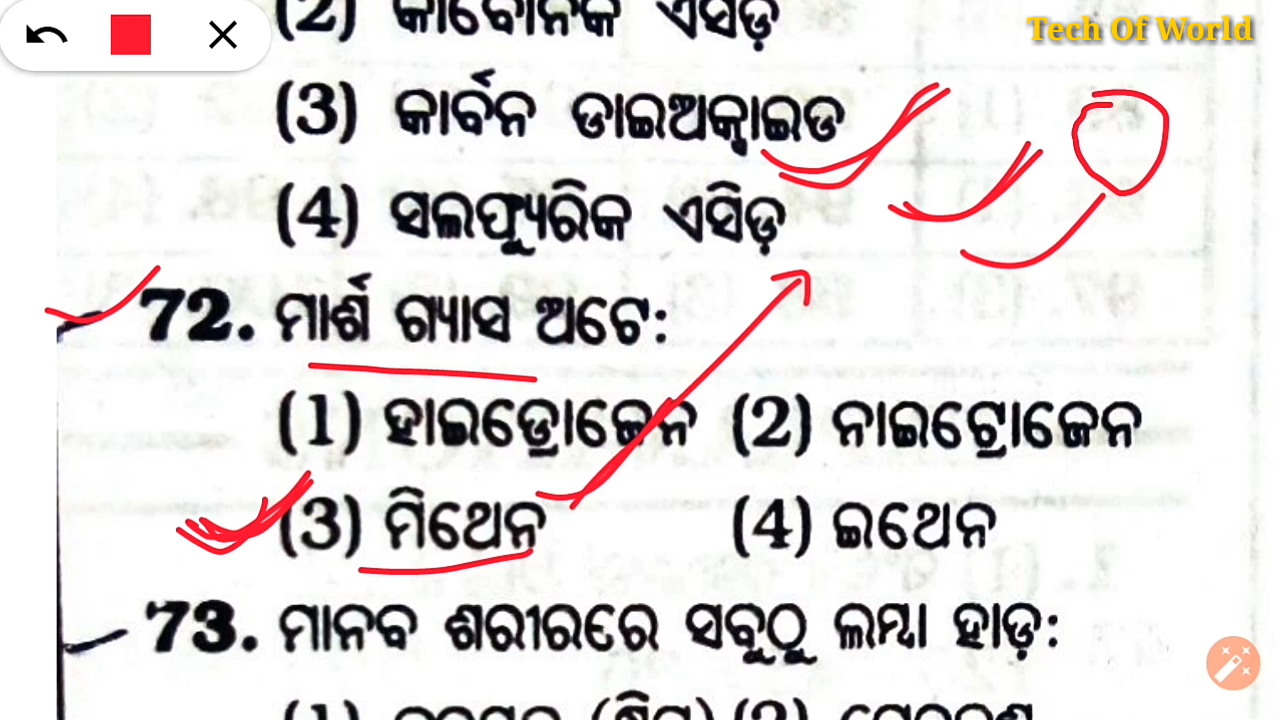 Tech Of World
(2) କାର୍ବୋନିକ ଏସିଡ଼
(3) କାର୍ବନ ଡାଇଅକ୍ସାଇଡ
(4) ସଲଫ୍ୟୁରିକ ଏସିଡ଼
72. ମାର୍ଶ ଗ୍ୟାସ ଅଟେ:
(1) ହାଇଡ୍ରୋଜେନ (2) ନାଇଟ୍ରୋଜେନ
(3) ମିଥେନ (4) ଇଥେନ
73. ମାନବ ଶରୀରରେ ସବୁଠୁ ଲମ୍ବା ହାଡ଼: